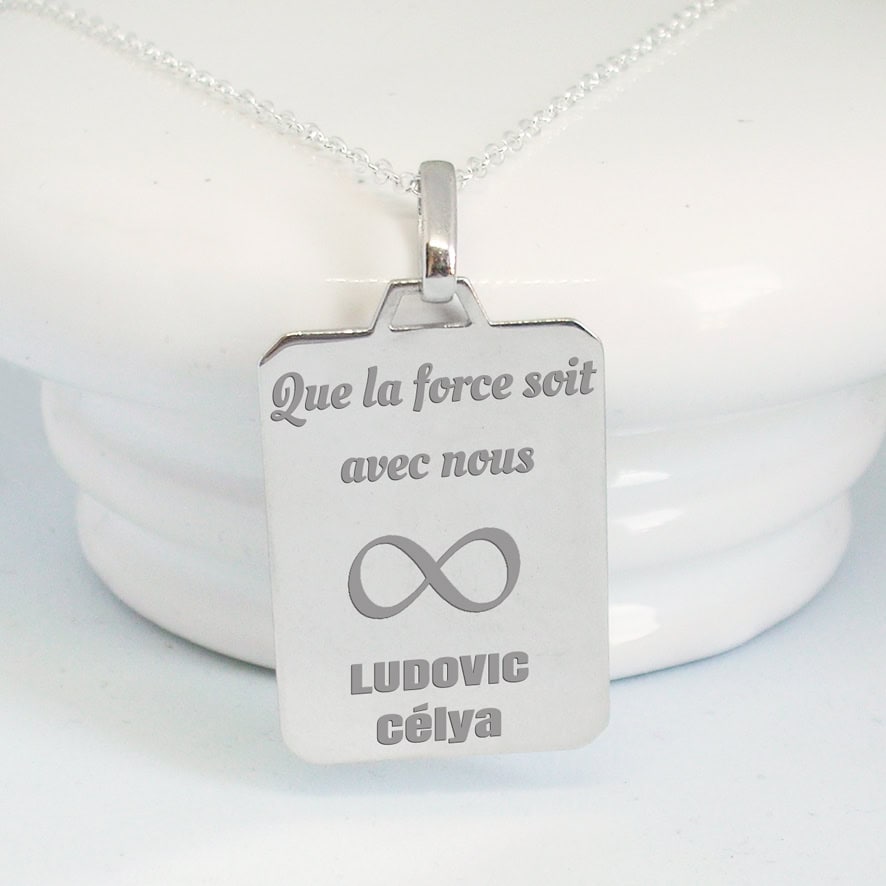 Que la force soit
avec nous
LUDOVIC
célya